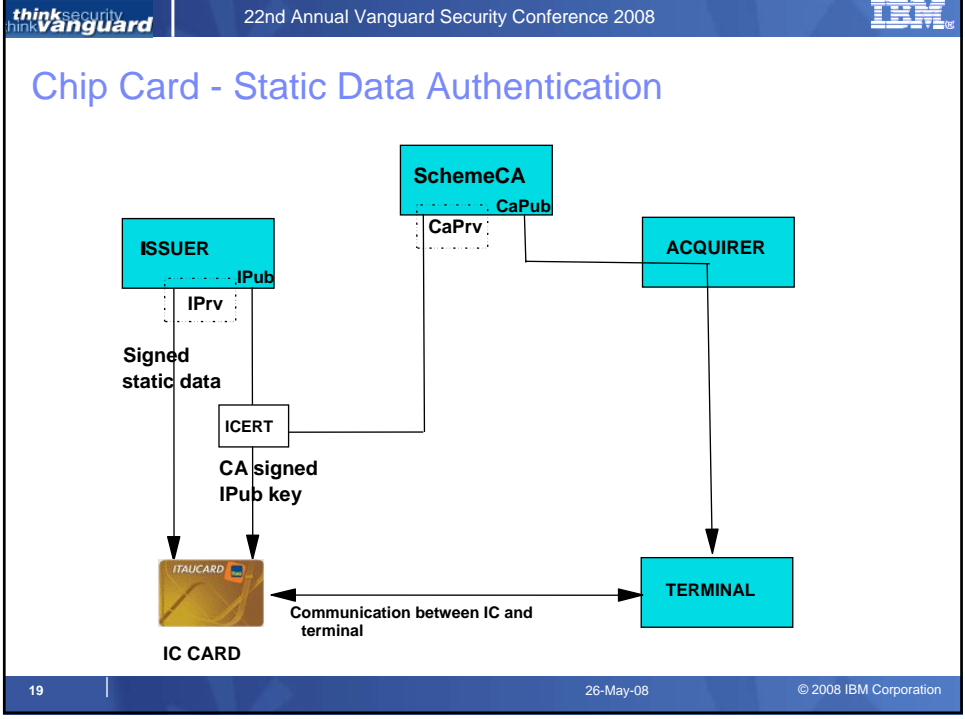 thinksecurity
thinkvanguard
22nd Annual Vanguard Security Conference 2008
IBM®
Chip Card - Static Data Authentication
SchemeCA
CaPub
CaPrv
ISSUER
IPub
IPrv
ACQUIRER
Signed
static data
ICERT
CA signed
IPub key
ITAUCARD
TERMINAL
Communication between IC and
terminal
IC CARD
19
26-May-08
© 2008 IBM Corporation